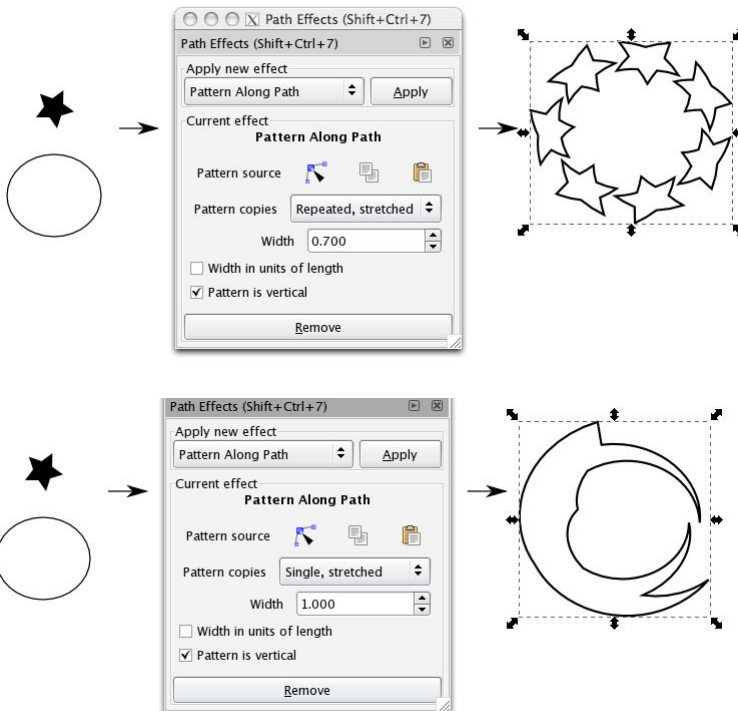 Path Effects (Shift+Ctrl+7)
Path Effects (Shift+Ctrl+7)
Apply new effect
Pattern Along Path Apply
Current effect
Pattern Along Path
Pattern source
Pattern copies Repeated, stretched
Width 0.700
Width in units of length
Pattern is vertical
Remove
Path Effects (Shift+Ctrl+7)
Apply new effect
Pattern Along Path Apply
Current effect
Pattern Along Path
Pattern source
Pattern copies Single, stretched
Width 1.000
Width in units of length
Pattern is vertical
Remove